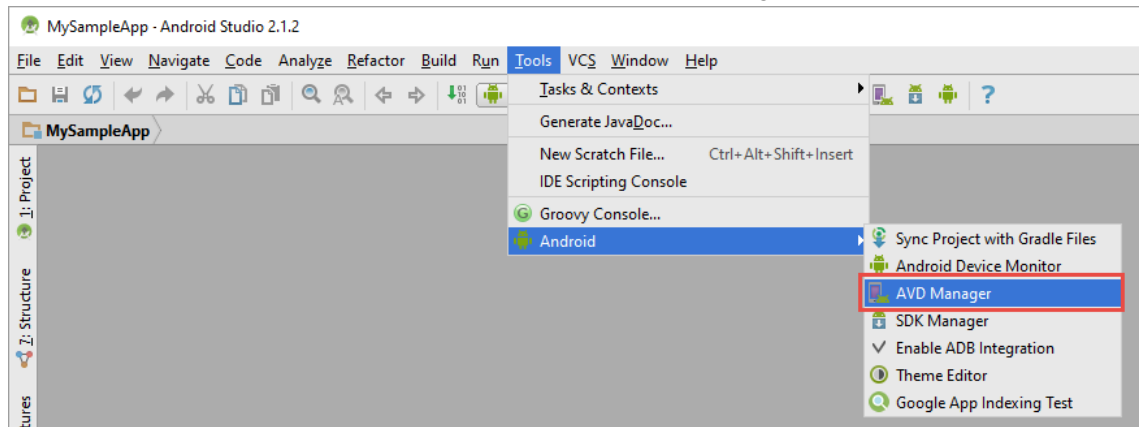 MySampleApp - Android Studio 2.1.2
File Edit View Navigate Code Analyze Refactor Build Run Tools VCS Window Help
Tasks & Contexts
?
MySampleApp
Generate JavaDoc...
New Scratch File... Ctrl+Alt+Shift+Insert
IDE Scripting Console
Groovy Console...
Android
Sync Project with Gradle Files
Android Device Monitor
AVD Manager
SDK Manager
Enable ADB Integration
Theme Editor
Google App Indexing Test
1: Project
7: Structure
tures